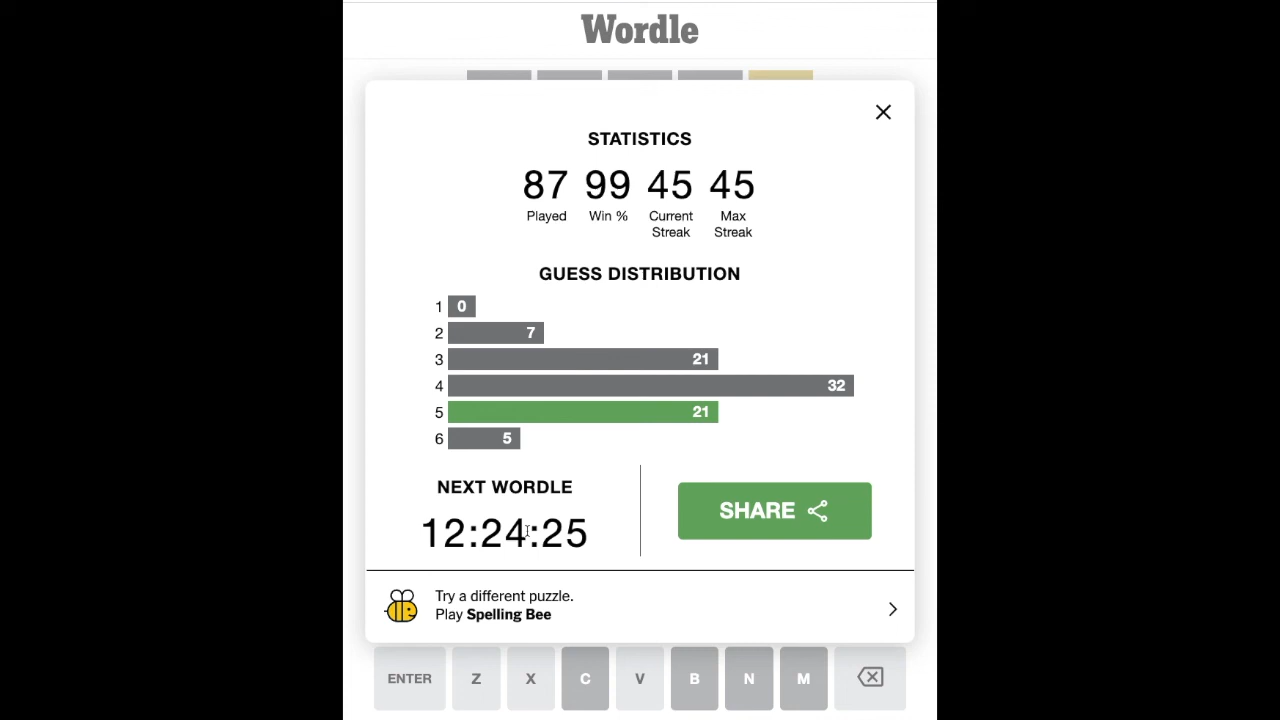 Wordle
STATISTICS
87 99 45 45
Played Win % Current Streak Max Streak
GUESS DISTRIBUTION
1 0
2 7
3 21
4 32
5 21
6 5
NEXT WORDLE
12:24:25
SHARE
Try a different puzzle.
Play Spelling Bee
ENTER Z X C V B N M